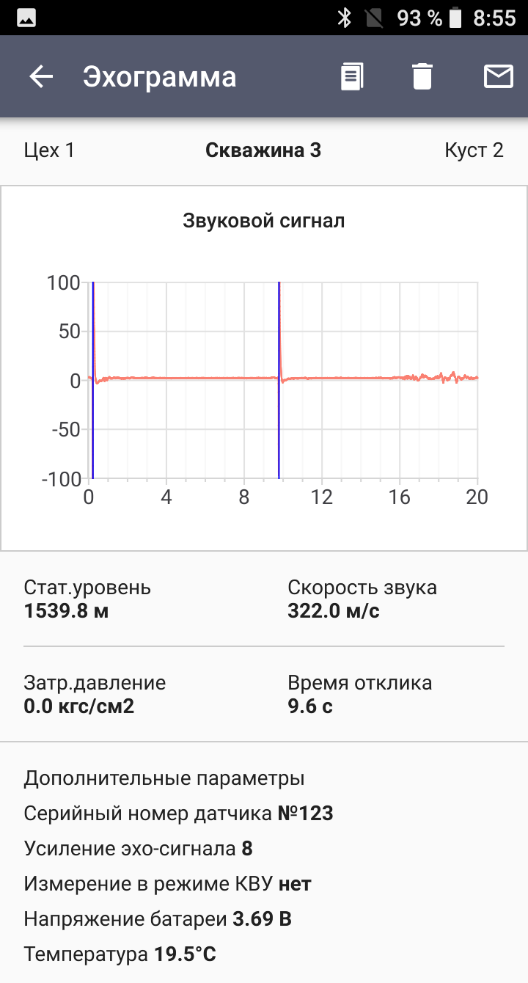 93 % 8:55
Эхограмма
Цех 1 Скважина 3 Куст 2
Звуковой сигнал
100
50
0
-50
-100
0 4 8 12 16 20
Стат.уровень Скорость звука
1539.8 м 322.0 м/с
Затр.давление Время отклика
0.0 кгс/см2 9.6 с
Дополнительные параметры
Серийный номер датчика №123
Усиление эхо-сигнала 8
Измерение в режиме КВУ нет
Напряжение батареи 3.69 В
Температура 19.5°C